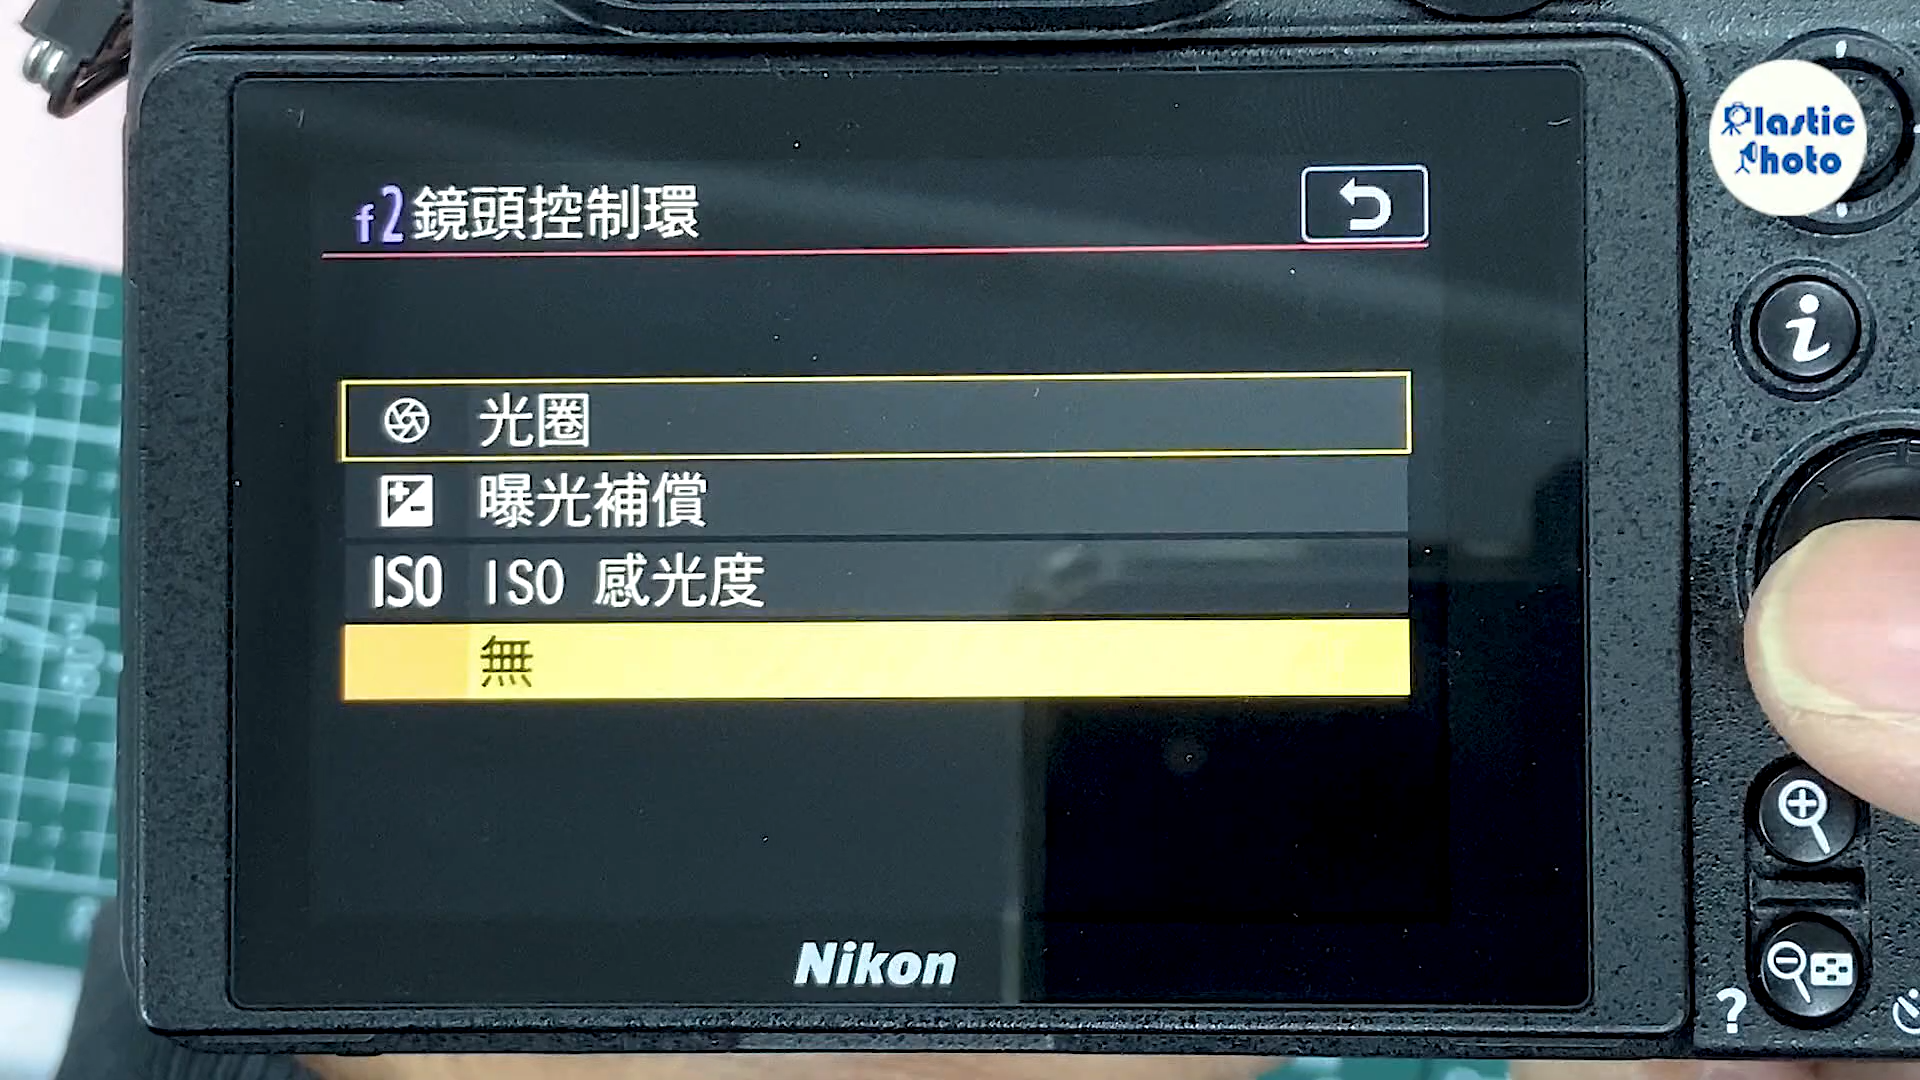 Plastic
Photo
f2 鏡頭控制環
光圈
曝光補償
ISO ISO 感光度
無
Nikon
i
?